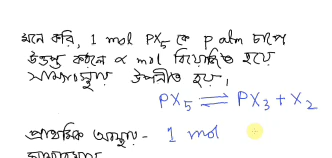 মনে করি, 1 mol PX5 কে P atm চাপে
উত্তপ্ত করলে α mol বিয়োজিত হয়ে
সাম্যাবস্থায় উপনীত হয়,
PX5 ⇌ PX3 + X2
প্রাথমিক অবস্থায় - 1 mol 0